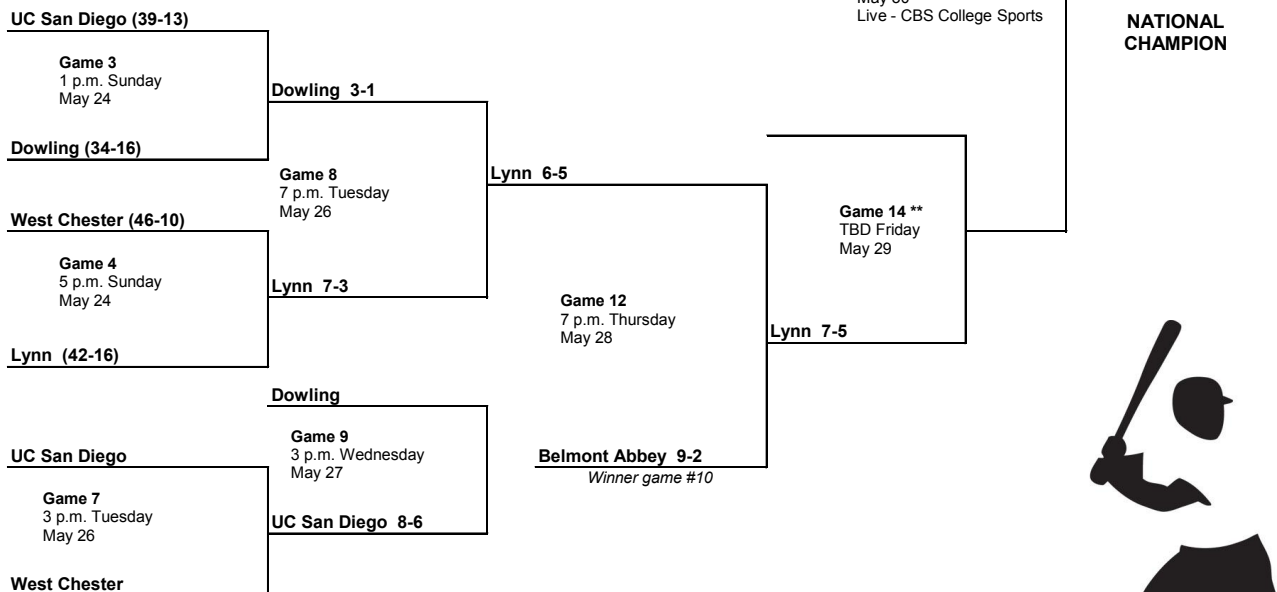 May 30
Live - CBS College Sports
NATIONAL
CHAMPION
UC San Diego (39-13)
Game 3
1 p.m. Sunday
May 24
Dowling 3-1
Dowling (34-16)
Game 8
7 p.m. Tuesday
May 26
Lynn 6-5
West Chester (46-10)
Game 4
5 p.m. Sunday
May 24
Lynn 7-3
Lynn (42-16)
Game 12
7 p.m. Thursday
May 28
Game 14 **
TBD Friday
May 29
Lynn 7-5
Dowling
Game 9
3 p.m. Wednesday
May 27
UC San Diego
Game 7
3 p.m. Tuesday
May 26
UC San Diego 8-6
West Chester
Belmont Abbey 9-2
Winner game #10